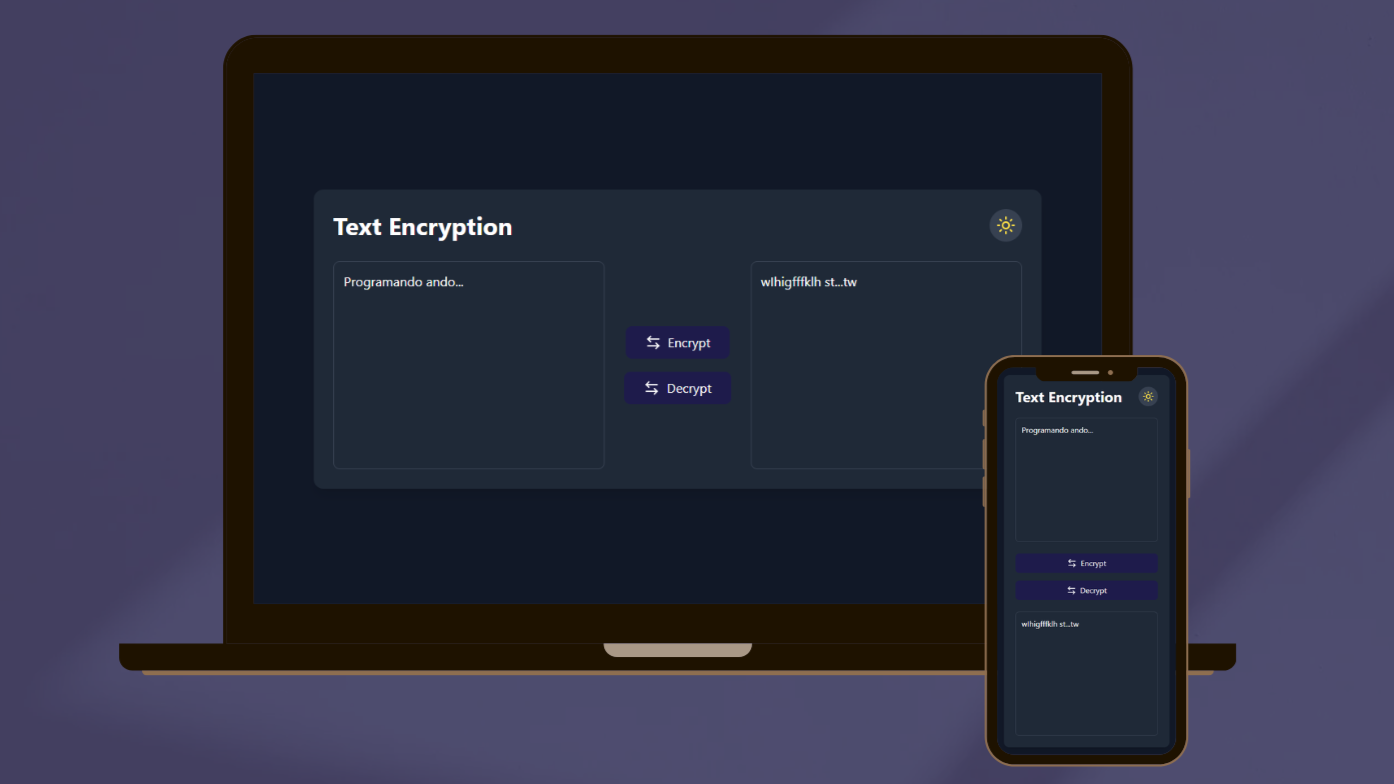 Text Encryption
Programando ando...
Encrypt
Decrypt
wlhigfffklh st...tw
Text Encryption
Programando ando...
Encrypt
Decrypt
wlhigfffklh st...tw